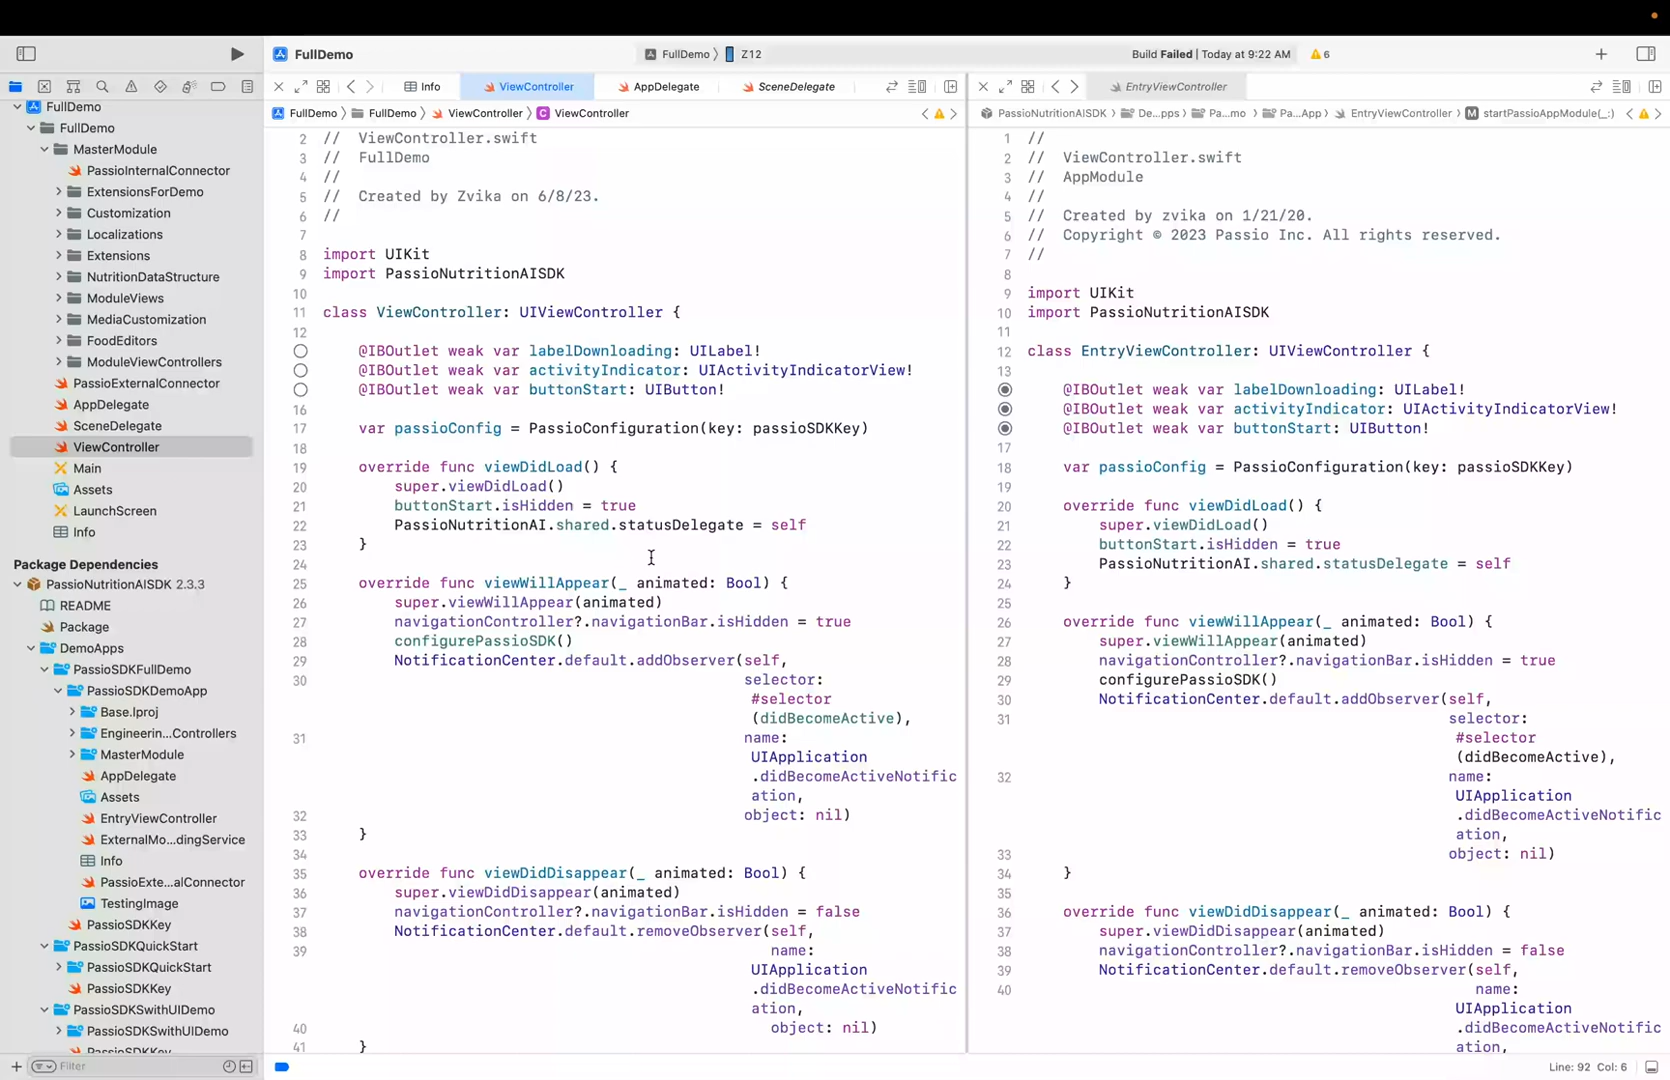 FullDemo
FullDemo 〉 Z12
Build Failed | Today at 9:22 AM
6
Info
ViewController
AppDelegate
SceneDelegate
EntryViewController
FullDemo 〉 FullDemo 〉 ViewController 〉 C ViewController
PassioNutritionAISDK 〉 De...pps 〉 Pa...mo 〉 Pa...App 〉 EntryViewController 〉 M startPassioAppModule(_:)
FullDemo
FullDemo
MasterModule
PassioInternalConnector
ExtensionsForDemo
Customization
Localizations
Extensions
NutritionDataStructure
ModuleViews
MediaCustomization
FoodEditors
ModuleViewControllers
PassioExternalConnector
AppDelegate
SceneDelegate
ViewController
Main
Assets
LaunchScreen
Info
Package Dependencies
PassioNutritionAISDK 2.3.3
README
Package
DemoApps
PassioSDKFullDemo
PassioSDKDemoApp
Base.lproj
Engineerin...Controllers
MasterModule
AppDelegate
Assets
EntryViewController
ExternalMo...dingService
Info
PassioExte...alConnector
TestingImage
PassioSDKKey
PassioSDKQuickStart
PassioSDKQuickStart
PassioSDKKey
PassioSDKSwithUIDemo
PassioSDKSwithUIDemo
PassioSDKKey
Filter
2 // ViewController.swift
3 // FullDemo
4 //
5 // Created by Zvika on 6/8/23.
6 //
7
8 import UIKit
9 import PassioNutritionAISDK
10
11 class ViewController: UIViewController {
12
@IBOutlet weak var labelDownloading: UILabel!
@IBOutlet weak var activityIndicator: UIActivityIndicatorView!
@IBOutlet weak var buttonStart: UIButton!
16
17 var passioConfig = PassioConfiguration(key: passioSDKKey)
18
19 override func viewDidLoad() {
20 super.viewDidLoad()
21 buttonStart.isHidden = true
22 PassioNutritionAI.shared.statusDelegate = self
23 }
24
25 override func viewWillAppear(_ animated: Bool) {
26 super.viewWillAppear(animated)
27 navigationController?.navigationBar.isHidden = true
28 configurePassioSDK()
29 NotificationCenter.default.addObserver(self,
30 selector:
#selector
(didBecomeActive),
31 name:
UIApplication
.didBecomeActiveNotific
ation,
32 object: nil)
33 }
34
35 override func viewDidDisappear(_ animated: Bool) {
36 super.viewDidDisappear(animated)
37 navigationController?.navigationBar.isHidden = false
38 NotificationCenter.default.removeObserver(self,
39 name:
UIApplication
.didBecomeActiveNotific
ation,
40 object: nil)
41 }
1 //
2 // ViewController.swift
3 // AppModule
4 //
5 // Created by zvika on 1/21/20.
6 // Copyright © 2023 Passio Inc. All rights reserved.
7 //
8
9 import UIKit
10 import PassioNutritionAISDK
11
12 class EntryViewController: UIViewController {
13
@IBOutlet weak var labelDownloading: UILabel!
@IBOutlet weak var activityIndicator: UIActivityIndicatorView!
@IBOutlet weak var buttonStart: UIButton!
17
18 var passioConfig = PassioConfiguration(key: passioSDKKey)
19
20 override func viewDidLoad() {
21 super.viewDidLoad()
22 buttonStart.isHidden = true
23 PassioNutritionAI.shared.statusDelegate = self
24 }
25
26 override func viewWillAppear(_ animated: Bool) {
27 super.viewWillAppear(animated)
28 navigationController?.navigationBar.isHidden = true
29 configurePassioSDK()
30 NotificationCenter.default.addObserver(self,
31 selector:
#selector
(didBecomeActive),
32 name:
UIApplication
.didBecomeActiveNotific
ation,
33 object: nil)
34 }
35
36 override func viewDidDisappear(_ animated: Bool) {
37 super.viewDidDisappear(animated)
38 navigationController?.navigationBar.isHidden = false
39 NotificationCenter.default.removeObserver(self,
40 name:
UIApplication
.didBecomeActiveNotific
ation,
Line: 92 Col: 6